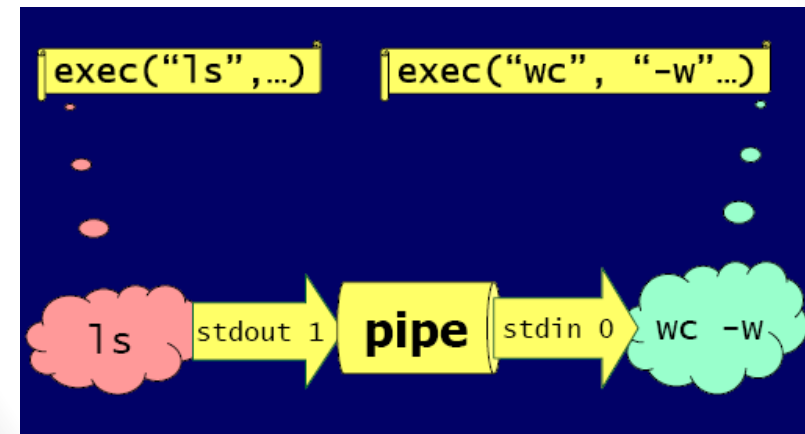 exec(“ls”,…)
exec(“wc”, “-w”…)
ls
stdout 1
pipe
stdin 0
wc -w